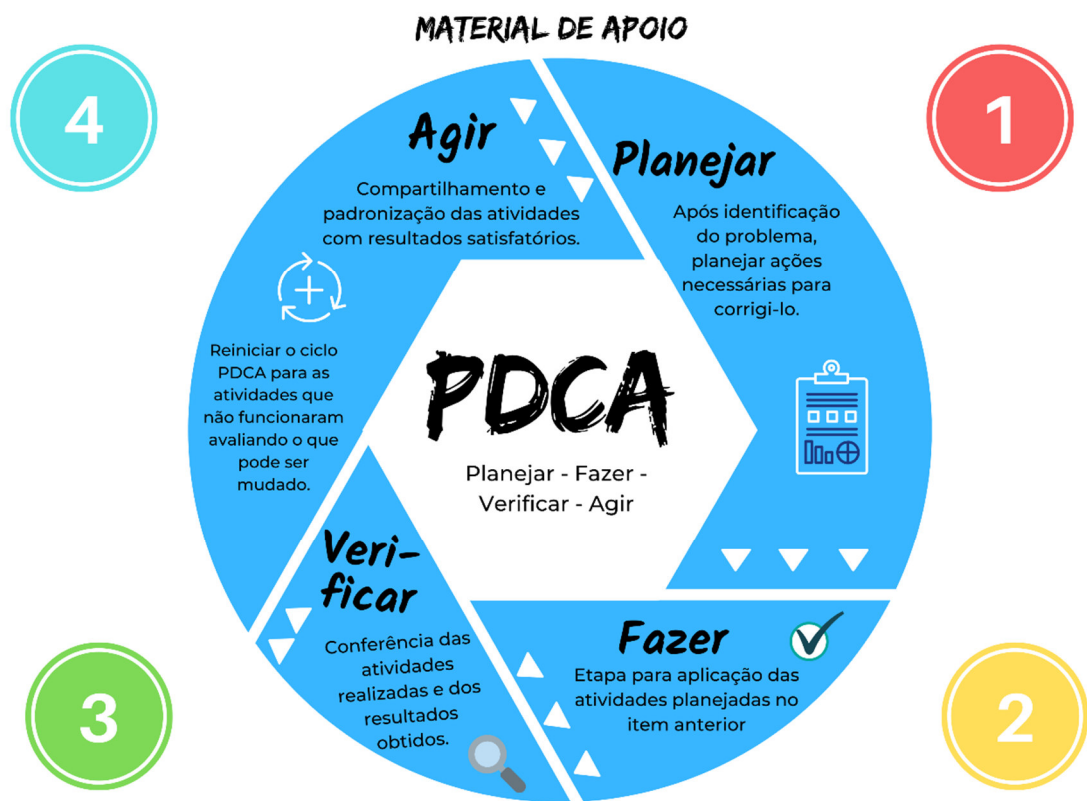 MATERIAL DE APOIO
1
Planejar
Após identificação
do problema,
planejar ações
necessárias para
corrigi-lo.
2
Fazer
Etapa para aplicação das
atividades planejadas no
item anterior
3
Veri-
ficar
Conferência das
atividades
realizadas e dos
resultados
obtidos.
4
Agir
Compartilhamento e
padronização das atividades
com resultados satisfatórios.
Reiniciar o ciclo
PDCA para as
atividades que
não funcionaram
avaliando o que
pode ser
mudado.
PDCA
Planejar - Fazer -
Verificar - Agir